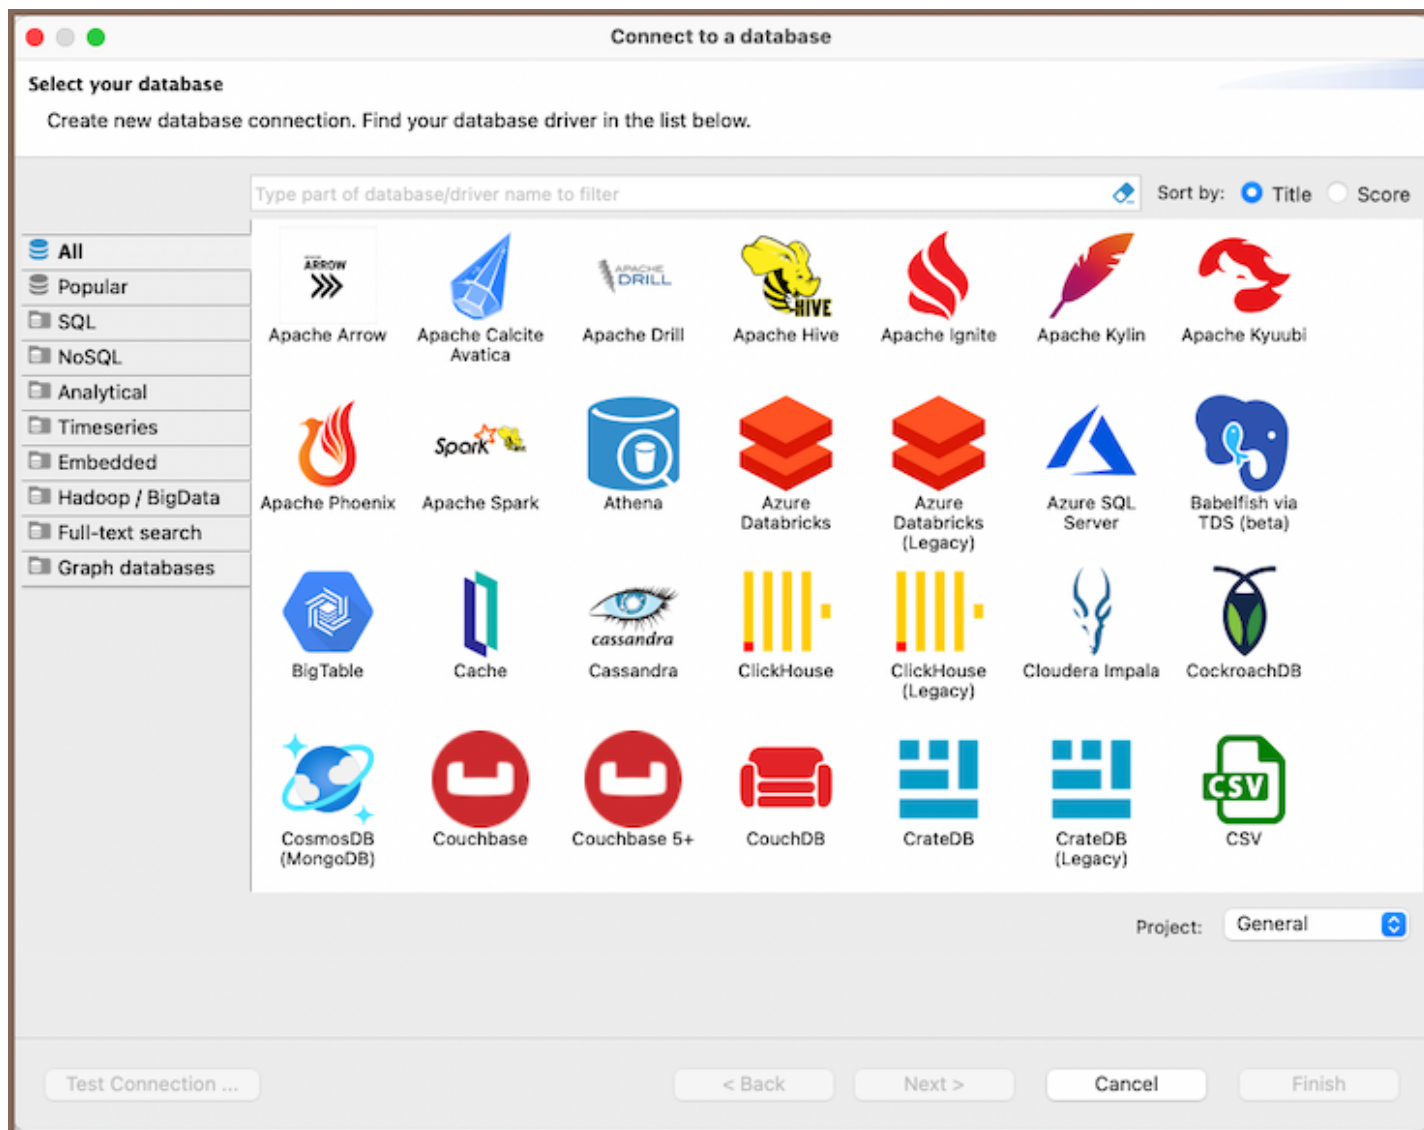 Connect to a database
Select your database
Create new database connection. Find your database driver in the list below.
Type part of database/driver name to filter
Sort by: Title Score
All
Popular
SQL
NoSQL
Analytical
Timeseries
Embedded
Hadoop / BigData
Full-text search
Graph databases
ARROW
APACHE
DRILL
HIVE
Apache Arrow
Apache Calcite
Avatica
Apache Drill
Apache Hive
Apache Ignite
Apache Kylin
Apache Kyuubi
Spark
Apache Phoenix
Apache Spark
Athena
Azure
Databricks
Azure
Databricks
(Legacy)
Azure SQL
Server
Babelfish via
TDS (beta)
cassandra
BigTable
Cache
Cassandra
ClickHouse
ClickHouse
(Legacy)
Cloudera Impala
CockroachDB
CSV
CosmosDB
(MongoDB)
Couchbase
Couchbase 5+
CouchDB
CrateDB
CrateDB
(Legacy)
CSV
Project: General
Test Connection ...
< Back
Next >
Cancel
Finish